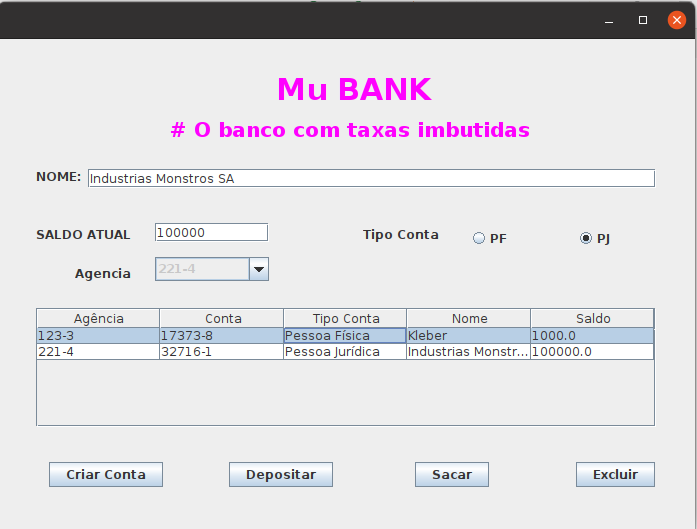 Mu BANK
# O banco com taxas imbutidas
NOME: Industrias Monstros SA
SALDO ATUAL 100000 Tipo Conta PF PJ
Agencia 221-4
Agência Conta Tipo Conta Nome Saldo
123-3 17373-8 Pessoa Física Kleber 1000.0
221-4 32716-1 Pessoa Jurídica Industrias Monstr... 100000.0
Criar Conta Depositar Sacar Excluir